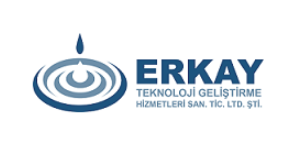 ERKAY
TEKNOLOJİ GELİŞTİRME
HİZMETLERİ SAN. TİC. LTD. ŞTİ.